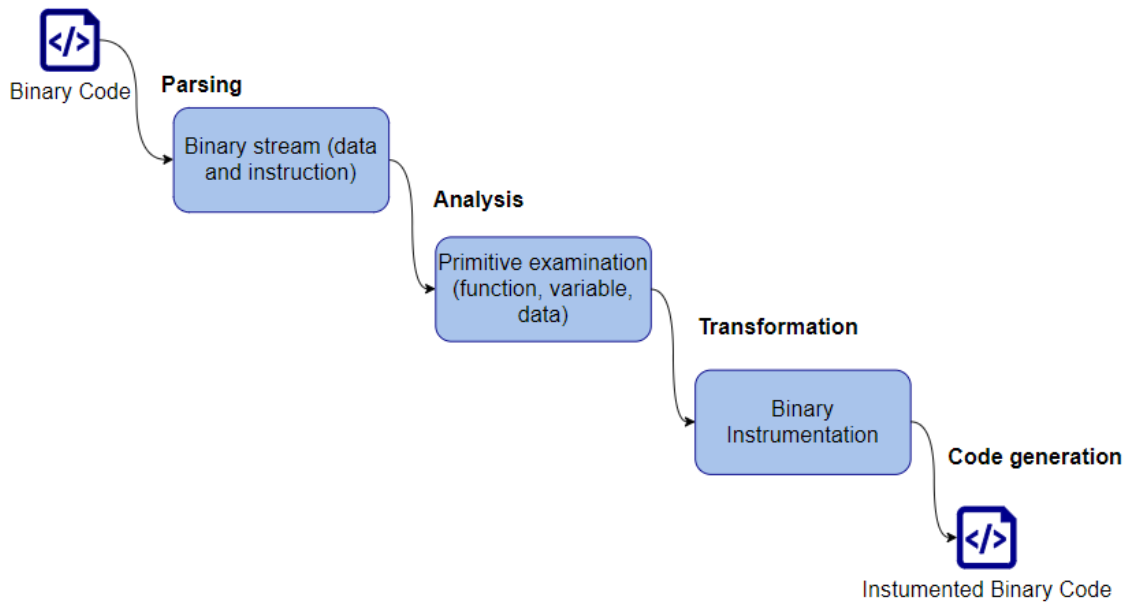 Binary Code
Parsing
Binary stream (data
and instruction)
Analysis
Primitive examination
(function, variable,
data)
Transformation
Binary
Instrumentation
Code generation
Instumented Binary Code